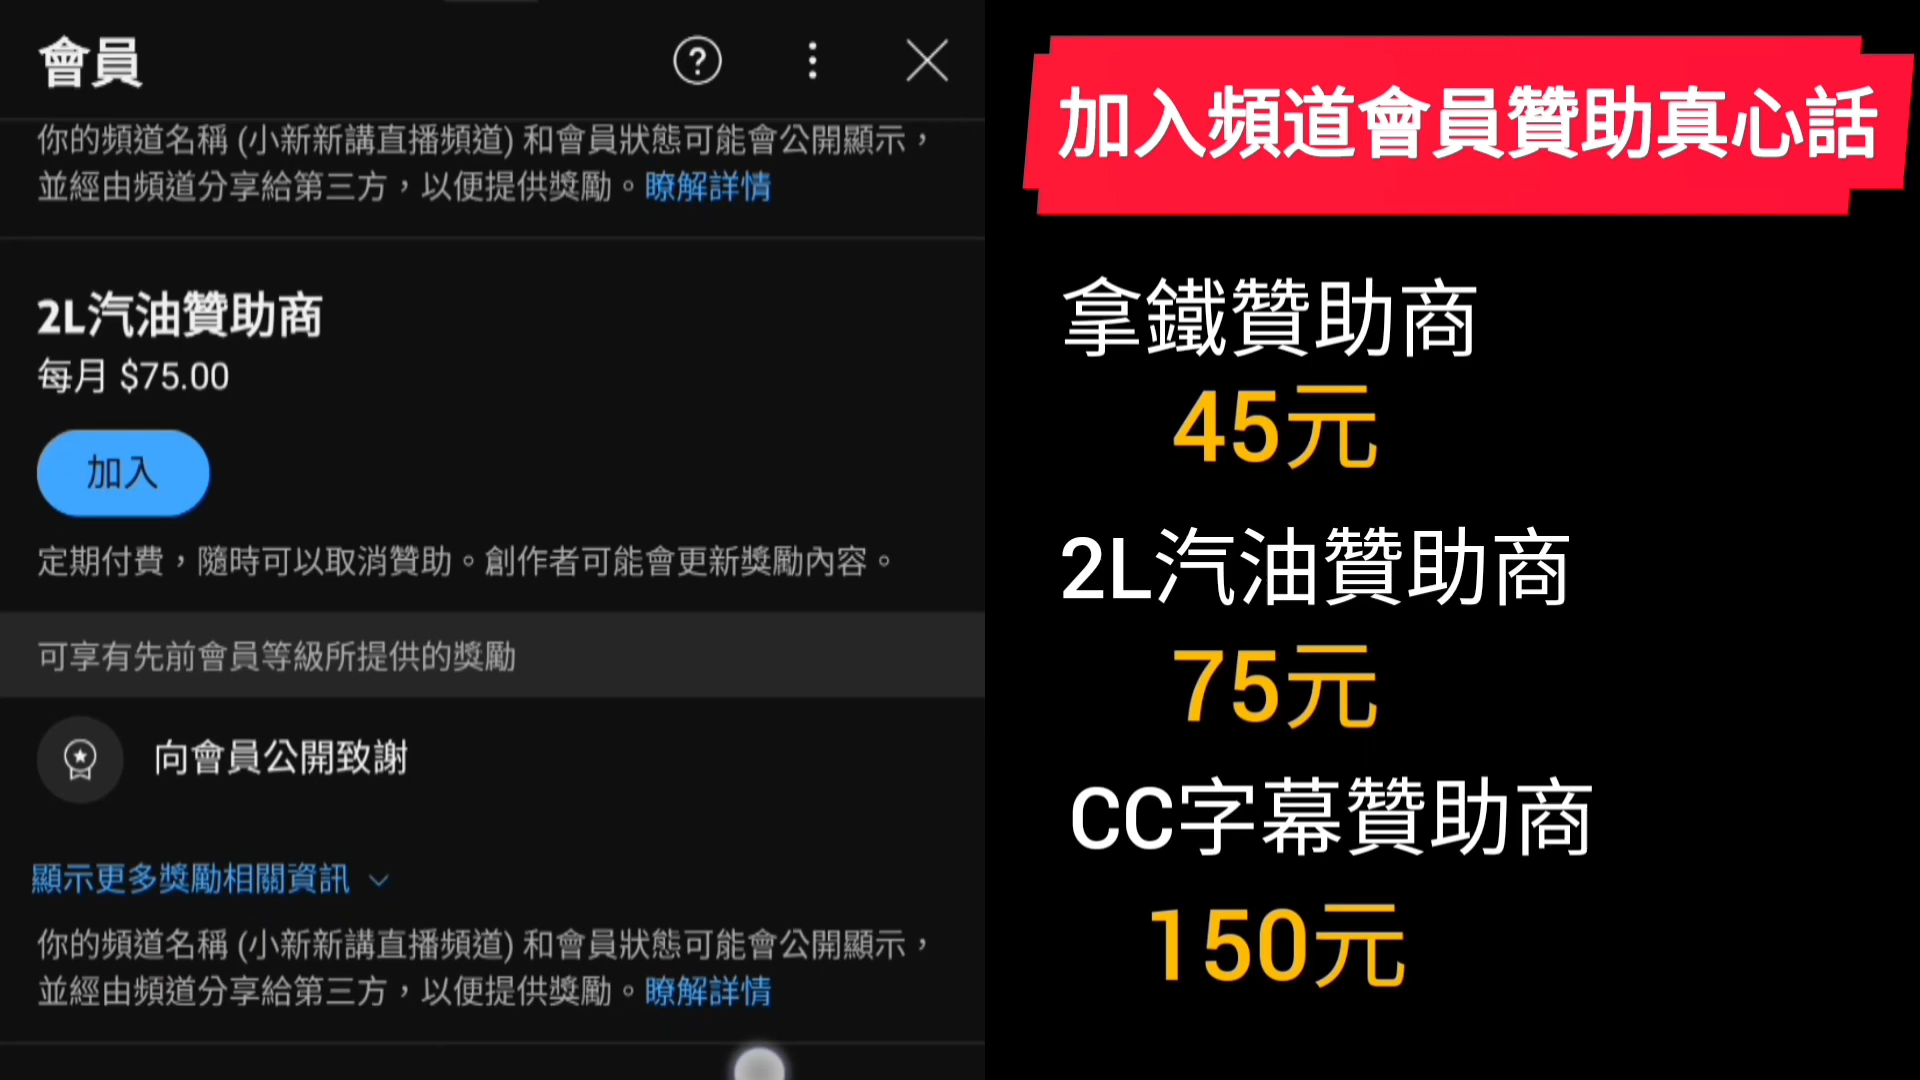 會員
你的頻道名稱 (小新新講直播頻道) 和會員狀態可能會公開顯示，
並經由頻道分享給第三方，以便提供獎勵。瞭解詳情
2L汽油贊助商
每月 $75.00
加入
定期付費，隨時可以取消贊助。創作者可能會更新獎勵內容。
可享有先前會員等級所提供的獎勵
向會員公開致謝
顯示更多獎勵相關資訊
你的頻道名稱 (小新新講直播頻道) 和會員狀態可能會公開顯示，
並經由頻道分享給第三方，以便提供獎勵。瞭解詳情
加入頻道會員贊助真心話
拿鐵贊助商
45元
2L汽油贊助商
75元
CC字幕贊助商
150元